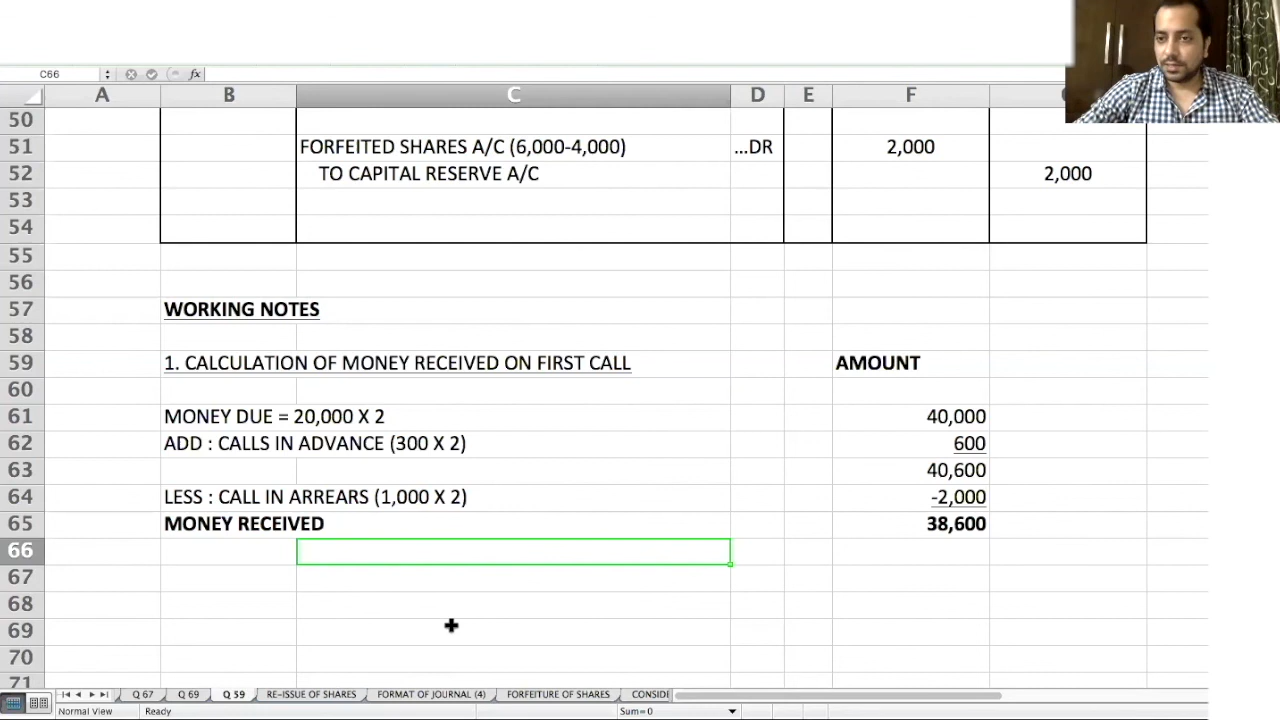 C66
fx
A B C D E F
50
51 FORFEITED SHARES A/C (6,000-4,000) ...DR 2,000
52 TO CAPITAL RESERVE A/C 2,000
53
54
55
56
57 WORKING NOTES
58
59 1. CALCULATION OF MONEY RECEIVED ON FIRST CALL AMOUNT
60
61 MONEY DUE = 20,000 X 2 40,000
62 ADD : CALLS IN ADVANCE (300 X 2) 600
63 40,600
64 LESS : CALL IN ARREARS (1,000 X 2) -2,000
65 MONEY RECEIVED 38,600
66
67
68
69
70
71
Q 67 Q 69 Q 59 RE-ISSUE OF SHARES FORMAT OF JOURNAL (4) FORFEITURE OF SHARES CONSIDI
Normal View Ready Sum=0